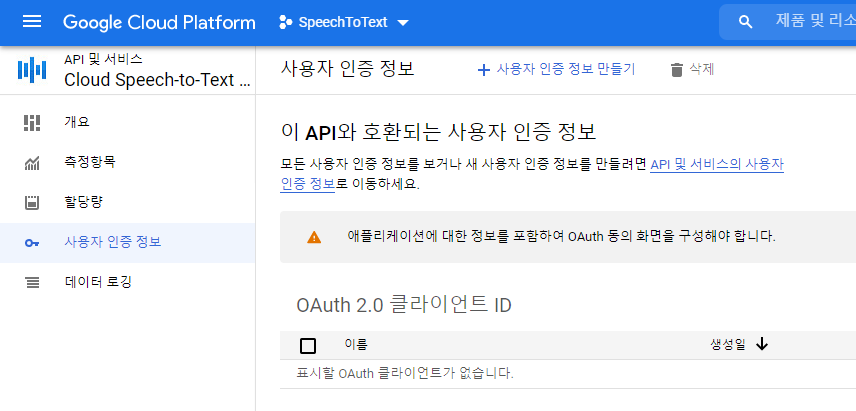 Google Cloud Platform
SpeechToText
제품 및 리소
API 및 서비스
Cloud Speech-to-Text ...
개요
측정항목
할당량
사용자 인증 정보
데이터 로깅
사용자 인증 정보
사용자 인증 정보 만들기
삭제
이 API와 호환되는 사용자 인증 정보
모든 사용자 인증 정보를 보거나 새 사용자 인증 정보를 만들려면 API 및 서비스의 사용자
인증 정보로 이동하세요.
애플리케이션에 대한 정보를 포함하여 OAuth 동의 화면을 구성해야 합니다.
OAuth 2.0 클라이언트 ID
이름
생성일
표시할 OAuth 클라이언트가 없습니다.